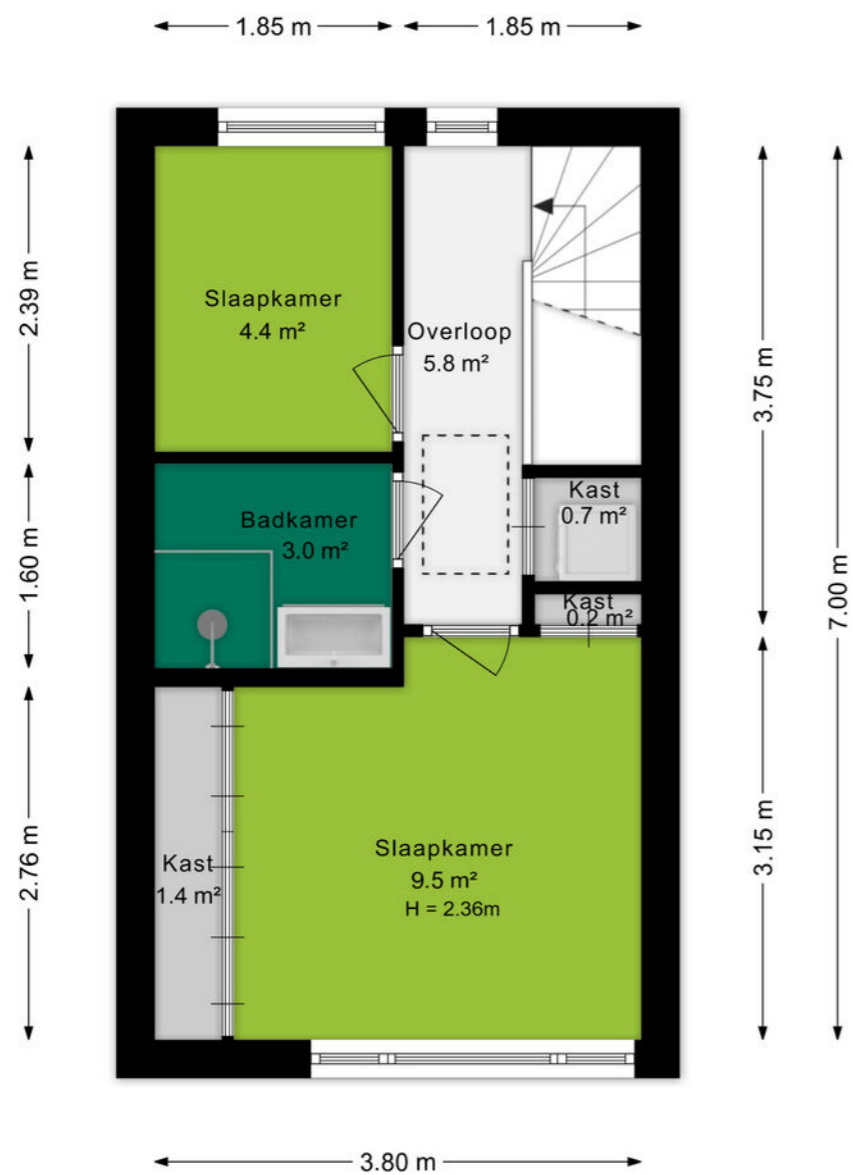 1.85 m
1.85 m
2.39 m
Slaapkamer
4.4 m²
Overloop
5.8 m²
3.75 m
Kast
0.7 m²
Badkamer
3.0 m²
1.60 m
7.00 m
Kast
0.2 m²
2.76 m
Kast
1.4 m²
Slaapkamer
9.5 m²
H = 2.36m
3.15 m
3.80 m